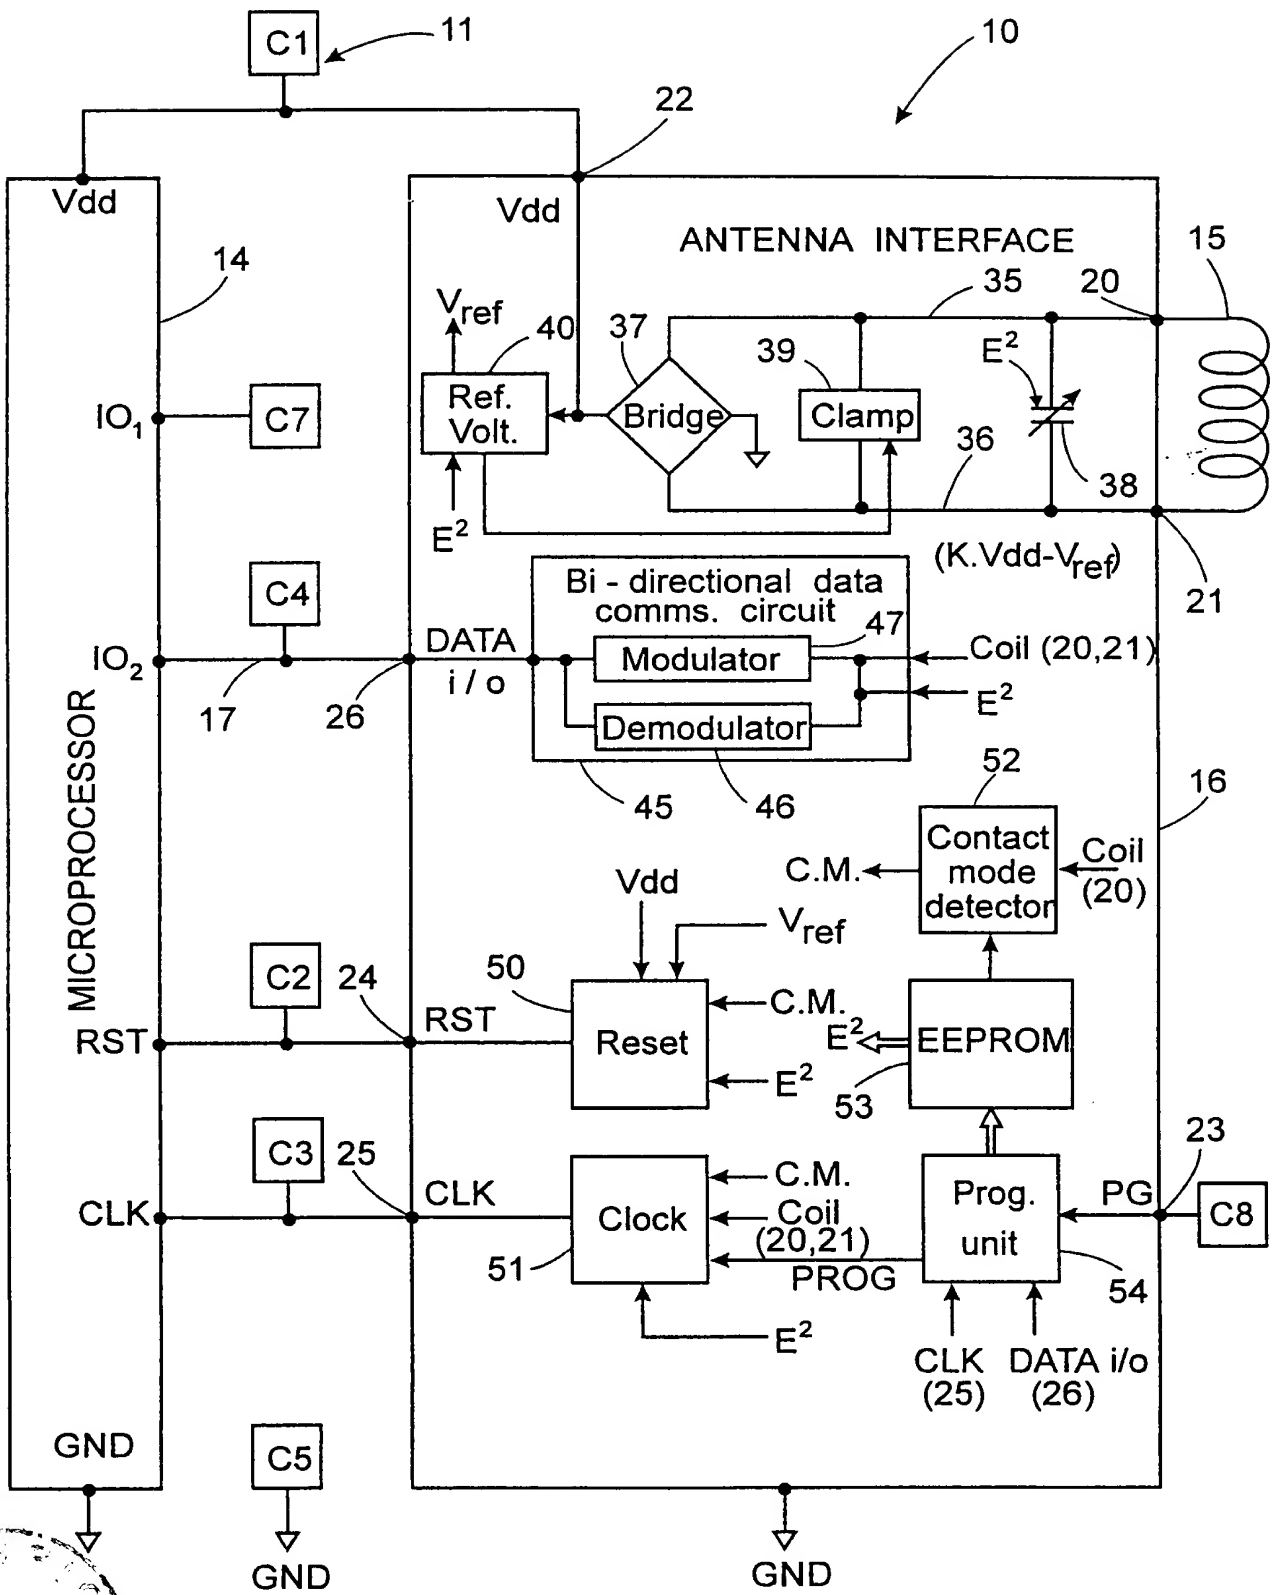 C1
11
10
22
Vdd
Vdd
ANTENNA INTERFACE
15
14
35
20
Vref
40
37
39
E²
Ref.
Volt.
Bridge
Clamp
IO1
C7
36
38
E²
(K.Vdd-Vref)
21
C4
Bi - directional data
comms. circuit
47
DATA
i / o
Modulator
Coil (20,21)
IO2
17
26
E²
Demodulator
45
46
52
16
MICROPROCESSOR
Contact
mode
detector
C.M.
Coil
(20)
Vdd
Vref
C2
24
50
RST
RST
Reset
C.M.
E²
E²
EEPROM
53
C3
25
23
CLK
CLK
Clock
C.M.
Coil
(20,21)
51
PROG
E²
Prog.
unit
PG
C8
54
CLK
(25)
DATA i/o
(26)
GND
C5
GND
GND